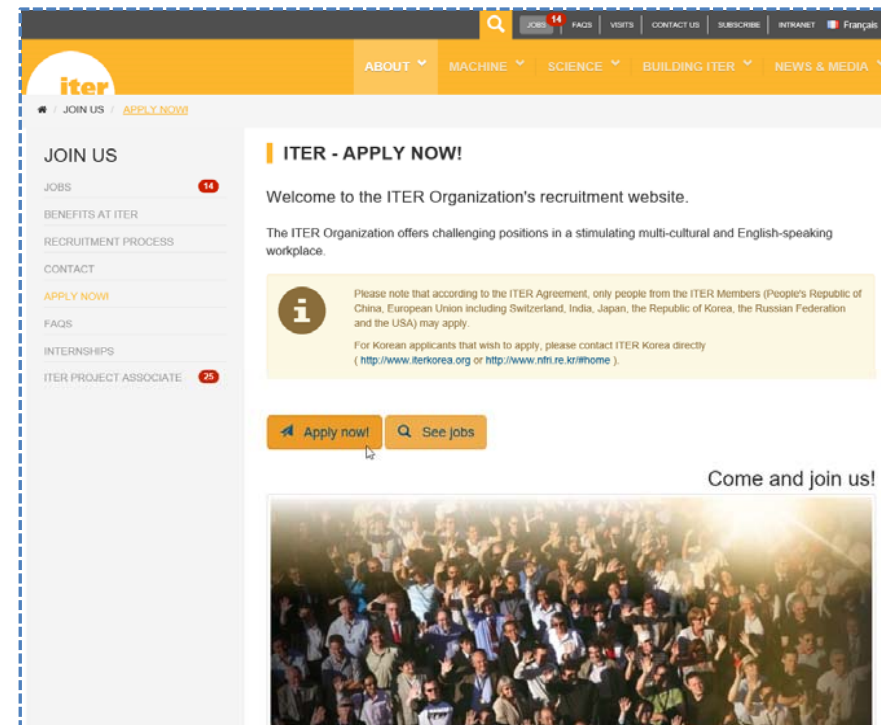 JOBS 14 FAQS VISITS CONTACT US SUBSCRIBE INTRANET Français
ABOUT MACHINE SCIENCE BUILDING ITER NEWS & MEDIA
iter
/ JOIN US / APPLY NOW!
JOIN US
JOBS 14
BENEFITS AT ITER
RECRUITMENT PROCESS
CONTACT
APPLY NOW!
FAQS
INTERNSHIPS
ITER PROJECT ASSOCIATE 25
ITER - APPLY NOW!
Welcome to the ITER Organization's recruitment website.
The ITER Organization offers challenging positions in a stimulating multi-cultural and English-speaking
workplace.
Please note that according to the ITER Agreement, only people from the ITER Members (People's Republic of
China, European Union including Switzerland, India, Japan, the Republic of Korea, the Russian Federation
and the USA) may apply.
For Korean applicants that wish to apply, please contact ITER Korea directly
( http://www.iterkorea.org or http://www.nfri.re.kr/#home ).
Apply now! See jobs
Come and join us!